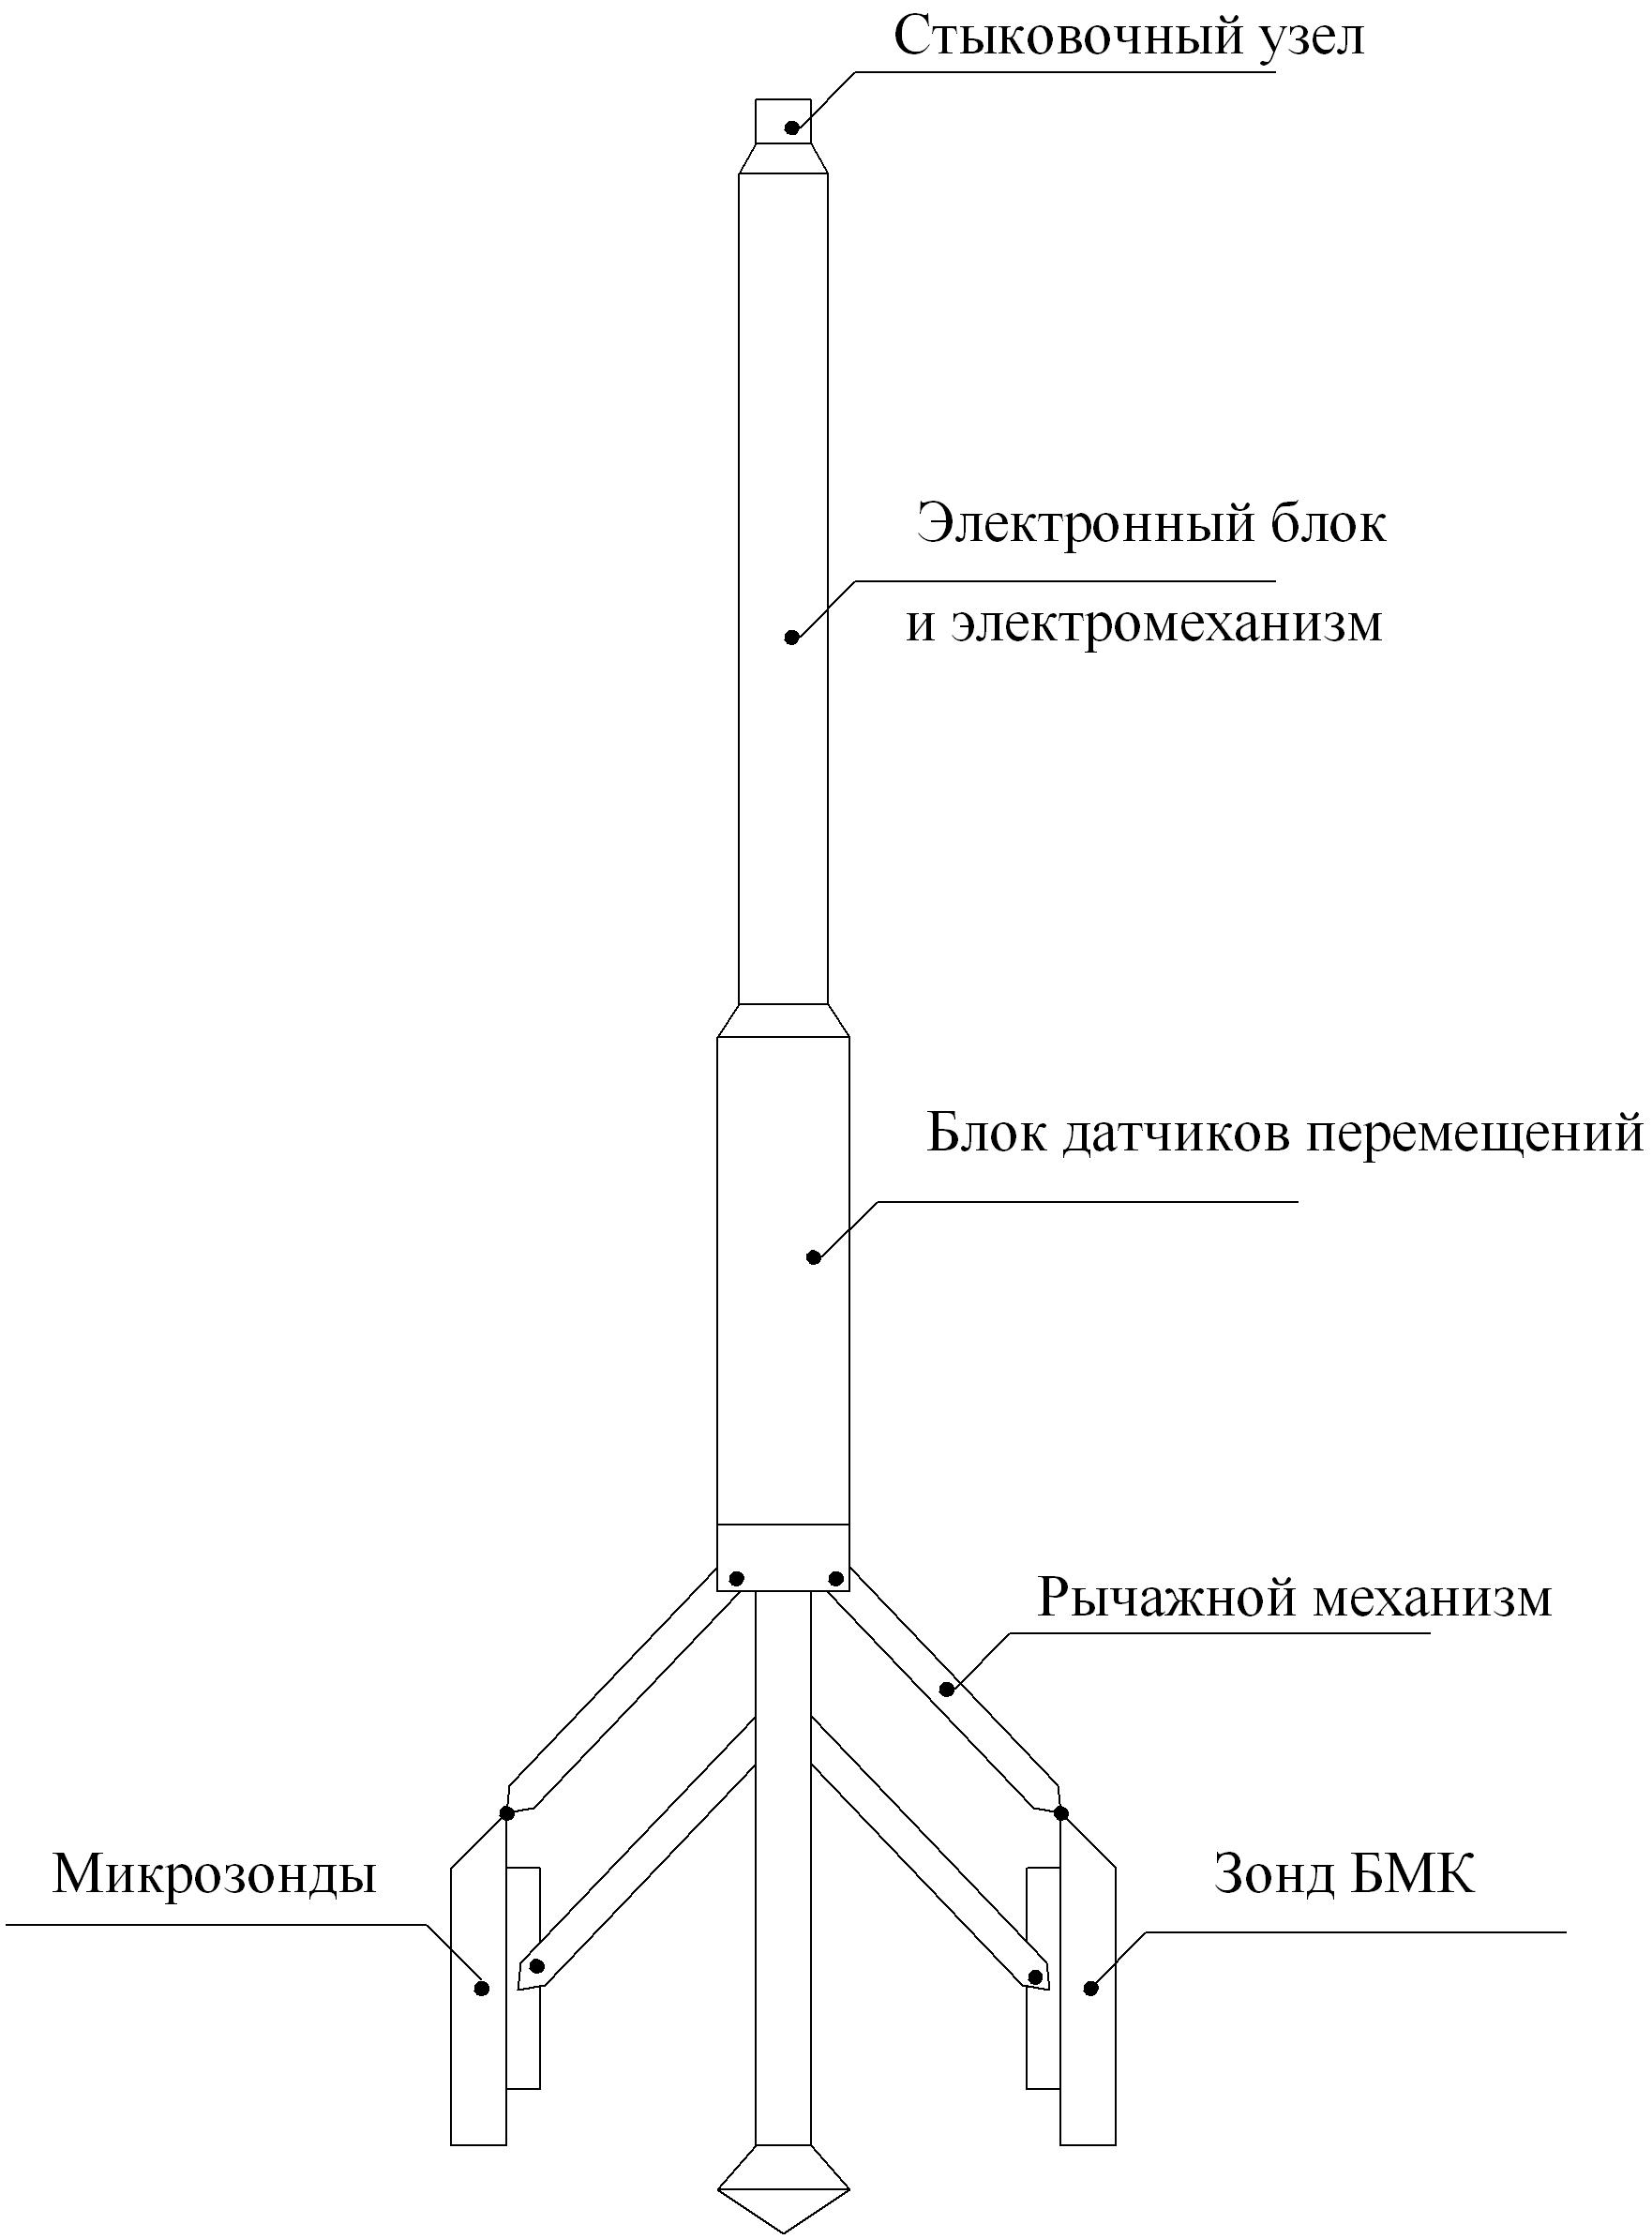 Стыковочный узел
Электронный блок
и электромеханизм
Блок датчиков перемещений
Рычажной механизм
Микрозонды
Зонд БМК